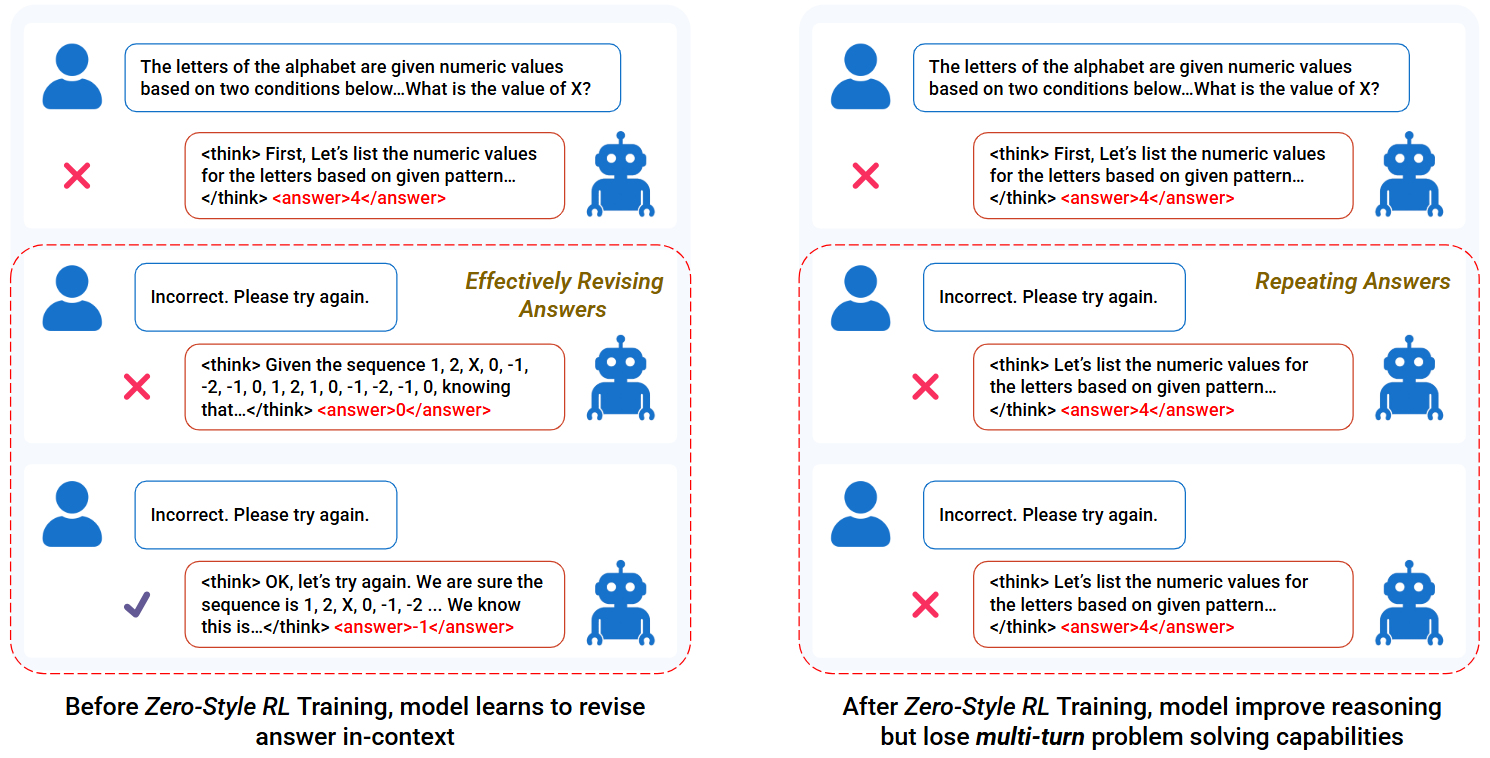 The letters of the alphabet are given numeric values
based on two conditions below...What is the value of X?
<think> First, Let's list the numeric values
for the letters based on given pattern...
</think> <answer>4</answer>
Incorrect. Please try again.
Effectively Revising
Answers
<think> Given the sequence 1, 2, X, 0, -1,
-2, -1, 0, 1, 2, 1, 0, -1, -2, -1, 0, knowing
that...</think> <answer>0</answer>
Incorrect. Please try again.
<think> OK, let's try again. We are sure the
sequence is 1, 2, X, 0, -1, -2 ... We know
this is...</think> <answer>-1</answer>
Before Zero-Style RL Training, model learns to revise
answer in-context
The letters of the alphabet are given numeric values
based on two conditions below...What is the value of X?
<think> First, Let's list the numeric values
for the letters based on given pattern...
</think> <answer>4</answer>
Incorrect. Please try again.
Repeating Answers
<think> Let's list the numeric values for
the letters based on given pattern...
</think> <answer>4</answer>
Incorrect. Please try again.
<think> Let's list the numeric values for
the letters based on given pattern...
</think> <answer>4</answer>
After Zero-Style RL Training, model improve reasoning
but lose multi-turn problem solving capabilities